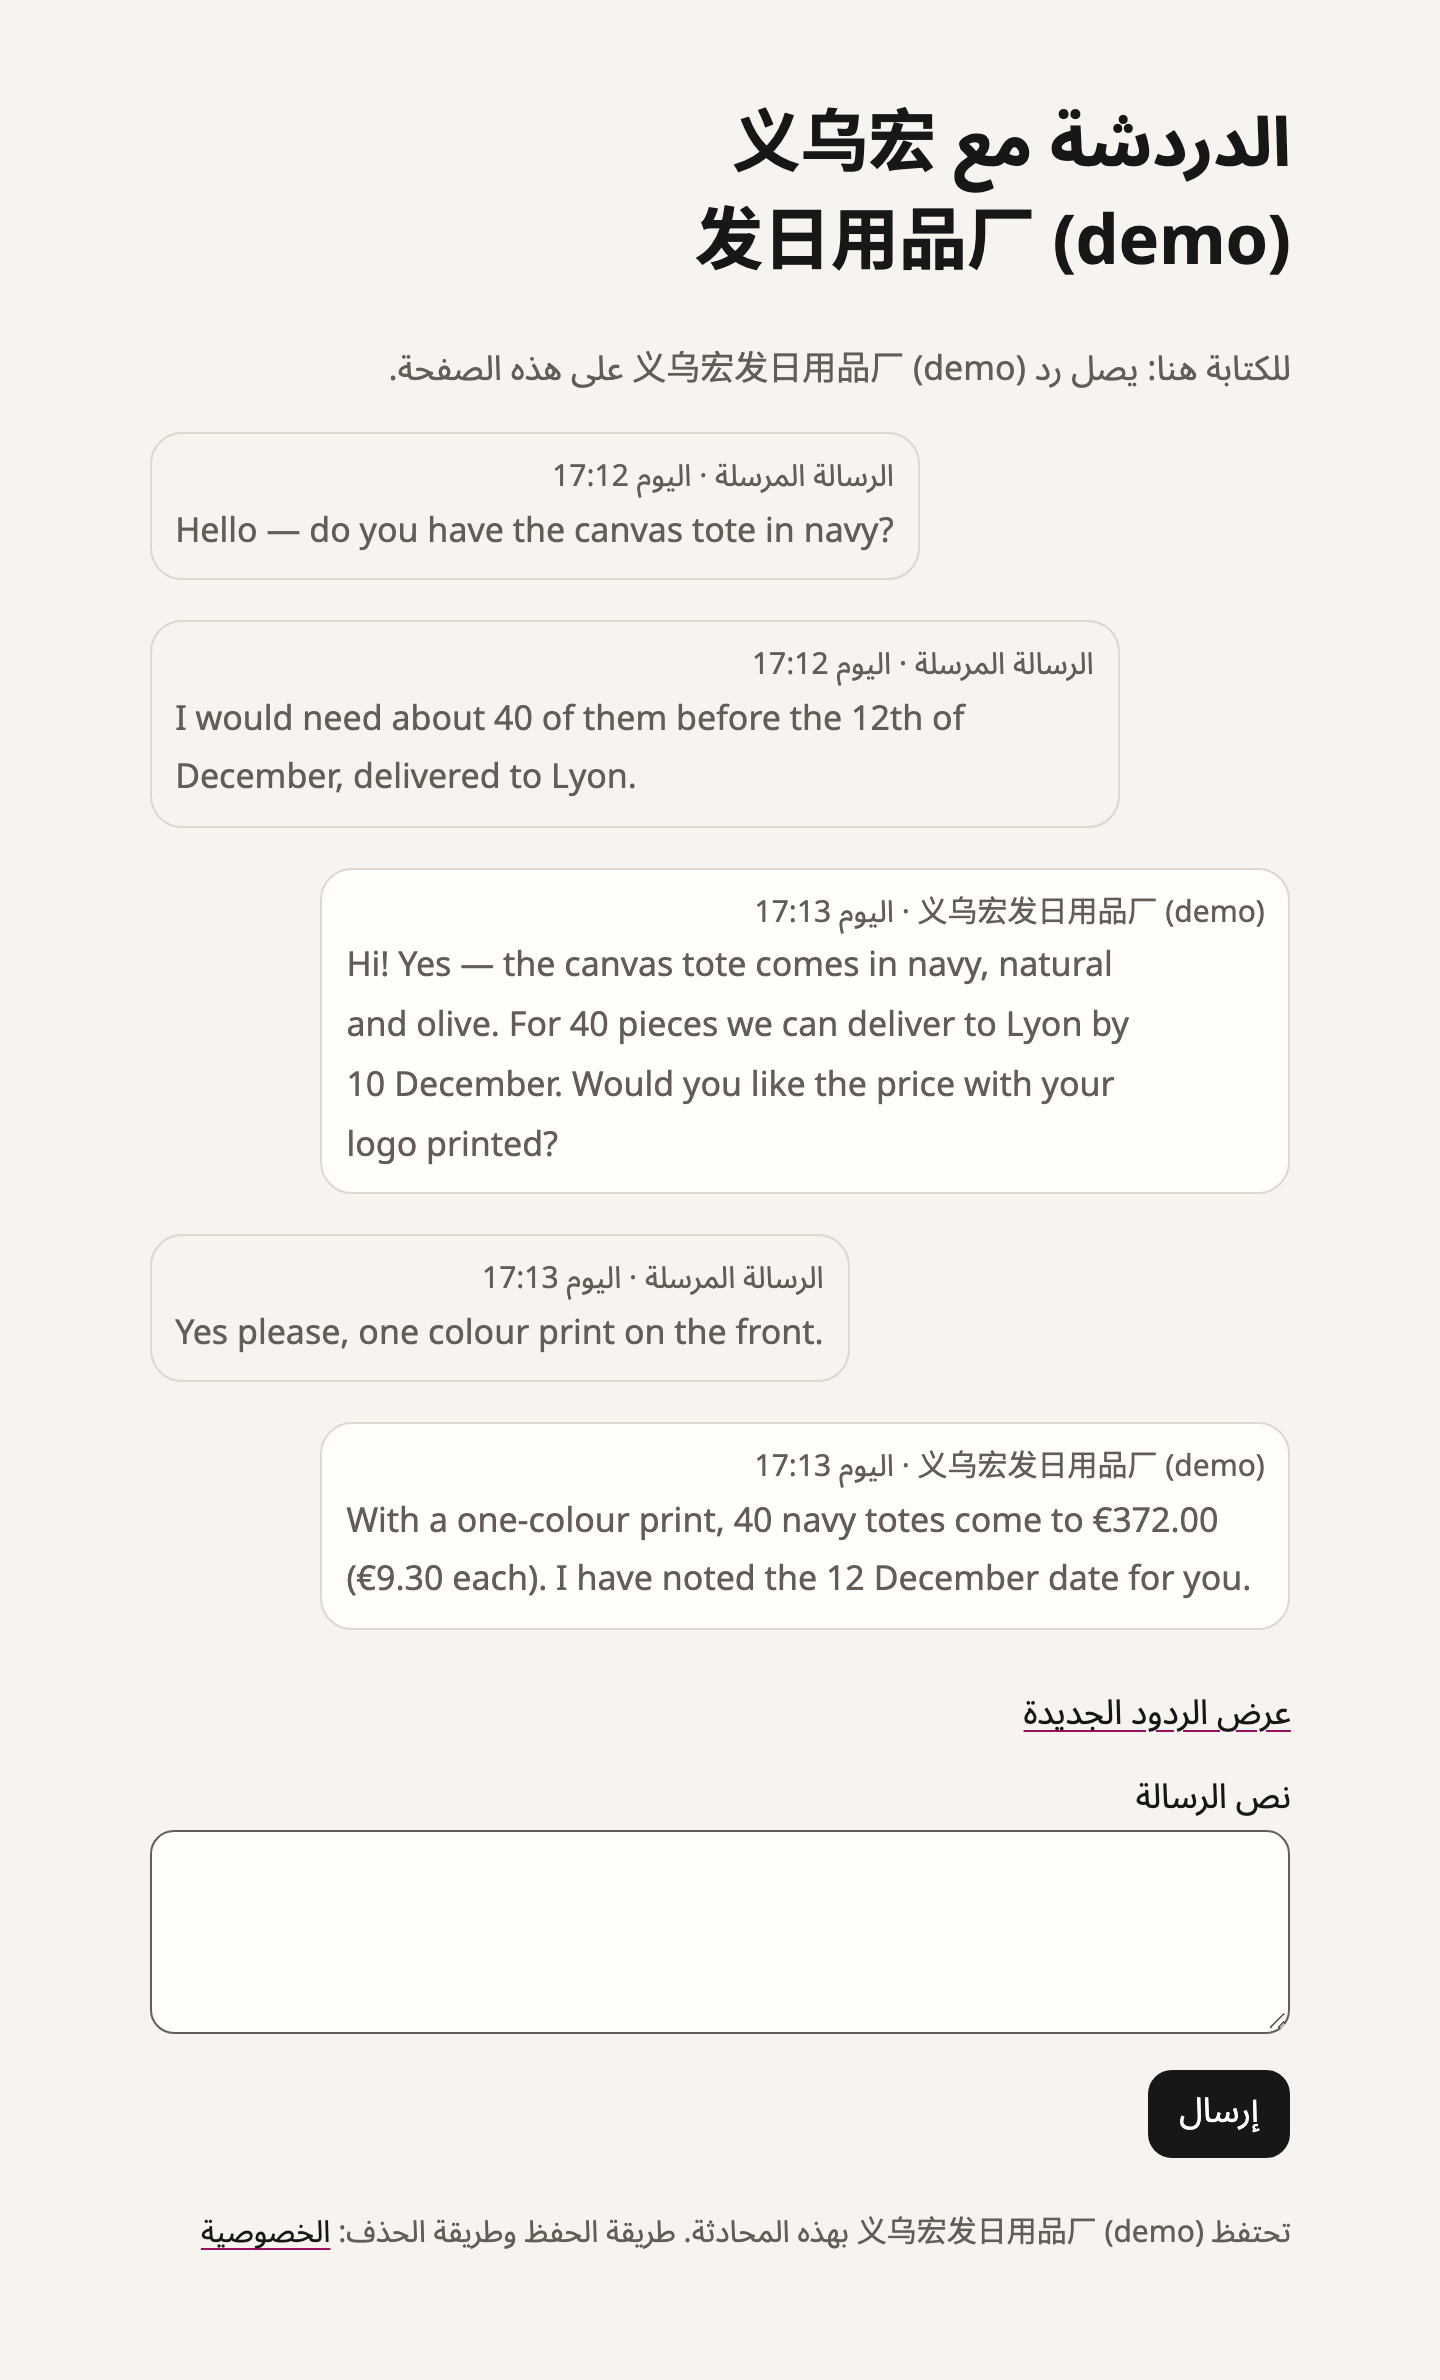 الدردشة مع 义乌宏
发日用品厂 (demo)
للكتابة هنا: يصل رد 义乌宏发日用品厂 (demo) على هذه الصفحة.
الرسالة المرسلة · اليوم 17:12
Hello — do you have the canvas tote in navy?
الرسالة المرسلة · اليوم 17:12
I would need about 40 of them before the 12th of
December, delivered to Lyon.
义乌宏发日用品厂 (demo) · اليوم 17:13
Hi! Yes — the canvas tote comes in navy, natural
and olive. For 40 pieces we can deliver to Lyon by
10 December. Would you like the price with your
logo printed?
الرسالة المرسلة · اليوم 17:13
Yes please, one colour print on the front.
义乌宏发日用品厂 (demo) · اليوم 17:13
With a one-colour print, 40 navy totes come to €372.00
(€9.30 each). I have noted the 12 December date for you.
عرض الردود الجديدة
نص الرسالة
إرسال
تحتفظ 义乌宏发日用品厂 (demo) بهذه المحادثة. طريقة الحفظ وطريقة الحذف: الخصوصية